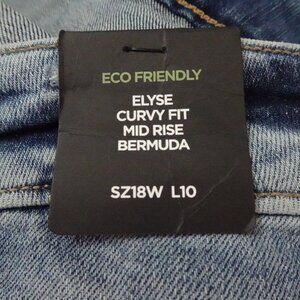 ECO FRIENDLY
ELYSE
CURVY FIT
MID RISE
BERMUDA
SZ18W L10